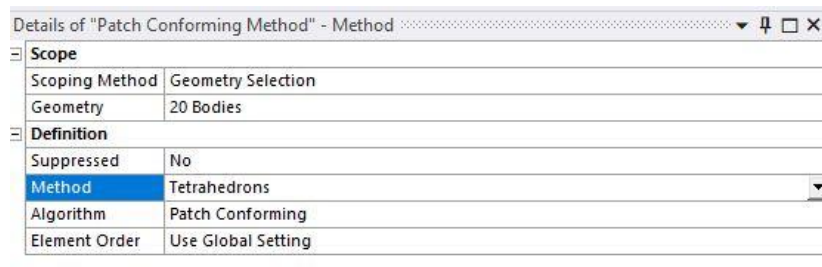 Details of "Patch Conforming Method" - Method
Scope
Scoping Method Geometry Selection
Geometry 20 Bodies
Definition
Suppressed No
Method Tetrahedrons
Algorithm Patch Conforming
Element Order Use Global Setting